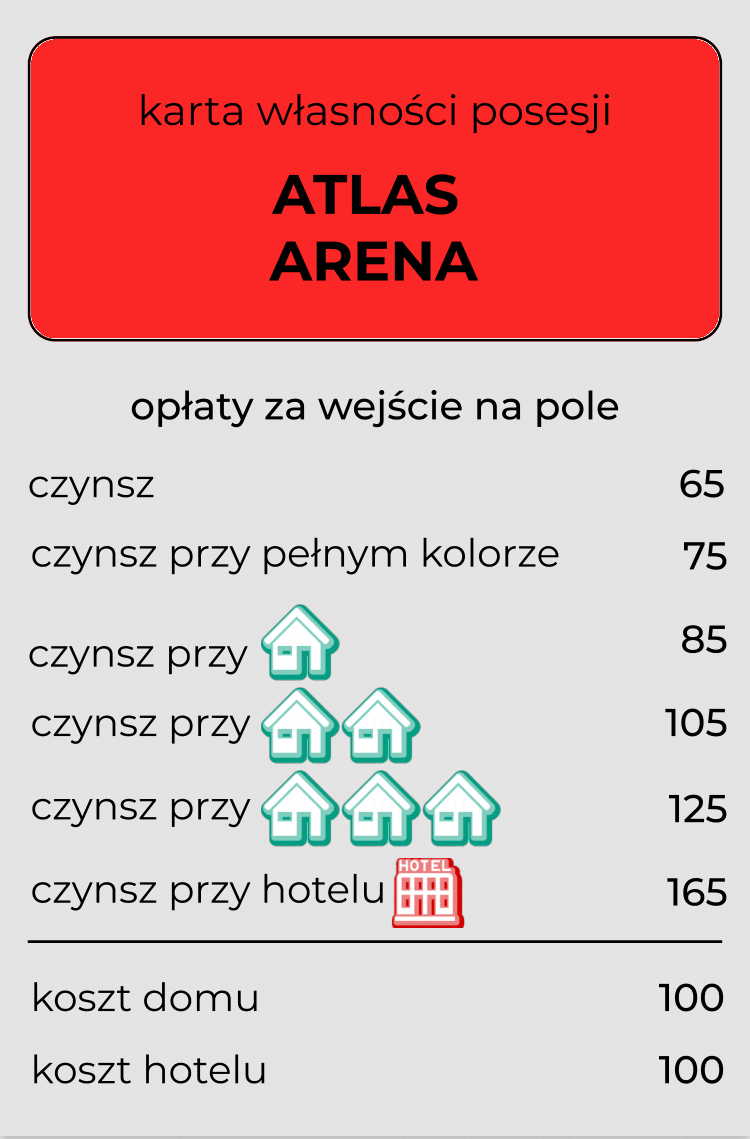 karta własności posesji
ATLAS
ARENA
opłaty za wejście na pole
czynsz 65
czynsz przy pełnym kolorze 75
czynsz przy 85
czynsz przy 105
czynsz przy 125
czynsz przy hotelu HOTEL 165
koszt domu 100
koszt hotelu 100